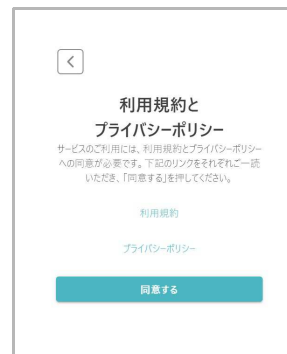 利用規約と
プライバシーポリシー
サービスのご利用には、利用規約とプライバシーポリシー
への同意が必要です。下記のリンクをそれぞれご一読
いただき、「同意する」を押してください。
利用規約
プライバシーポリシー
同意する